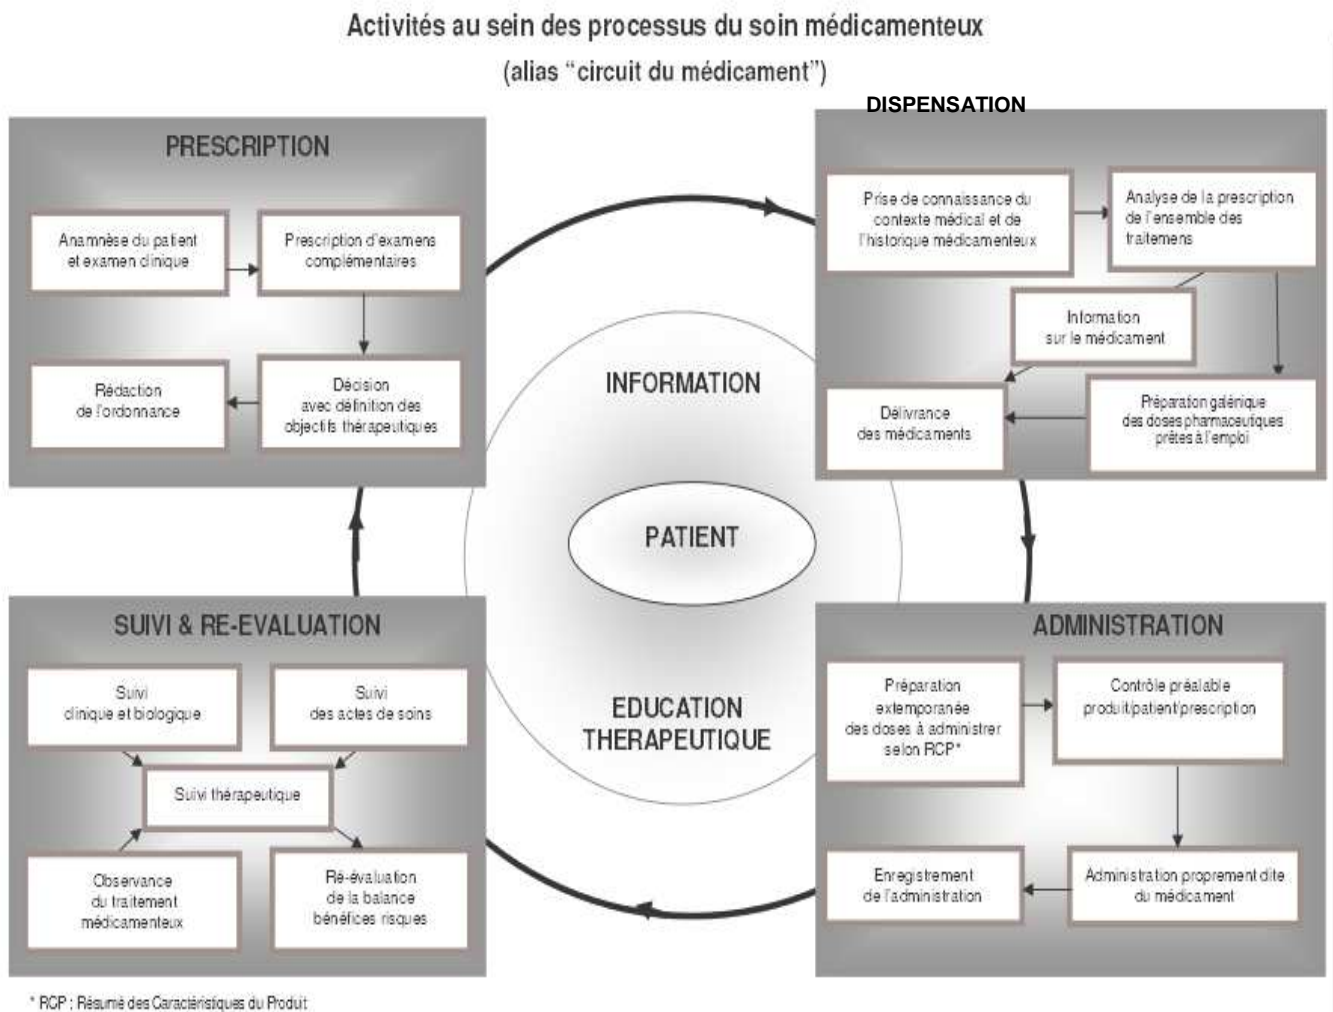 Activités au sein des processus du soin médicamenteux
(alias “circuit du médicament”)
PRESCRIPTION
Anamnèse du patient
et examen clinique
Prescription d'examens
complémentaires
Rédaction
de l'ordonnance
Décision
avec définition des
objectifs thérapeutiques
DISPENSATION
Prise de connaissance du
contexte médical et de
l'historique médicamenteux
Analyse de la prescription
de l'ensemble des
traitemens
Information
sur le médicament
Délivrance
des médicaments
Préparation galénique
des doses pharmaceutiques
prêtes à l'emploi
INFORMATION
PATIENT
EDUCATION
THERAPEUTIQUE
SUIVI & RE-EVALUATION
Suivi
clinique et biologique
Suivi
des actes de soins
Suivi thérapeutique
Observance
du traitement
médicamenteux
Ré-évaluation
de la balance
bénéfices risques
ADMINISTRATION
Préparation
extemporanée
des doses à administrer
selon RCP*
Contrôle préalable
produit/patient/prescription
Enregistrement
de l'administration
Administration proprement dite
du médicament
* RCP : Résumé des Caractéristiques du Produit